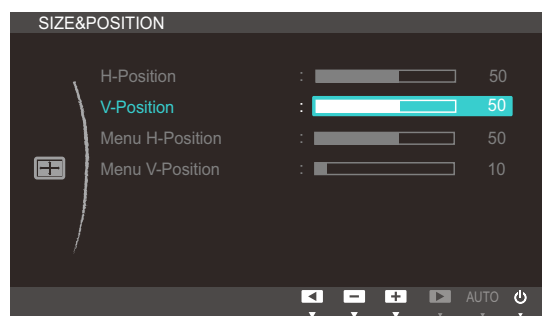 SIZE&POSITION
H-Position : 50
V-Position : 50
Menu H-Position : 50
Menu V-Position : 10
AUTO